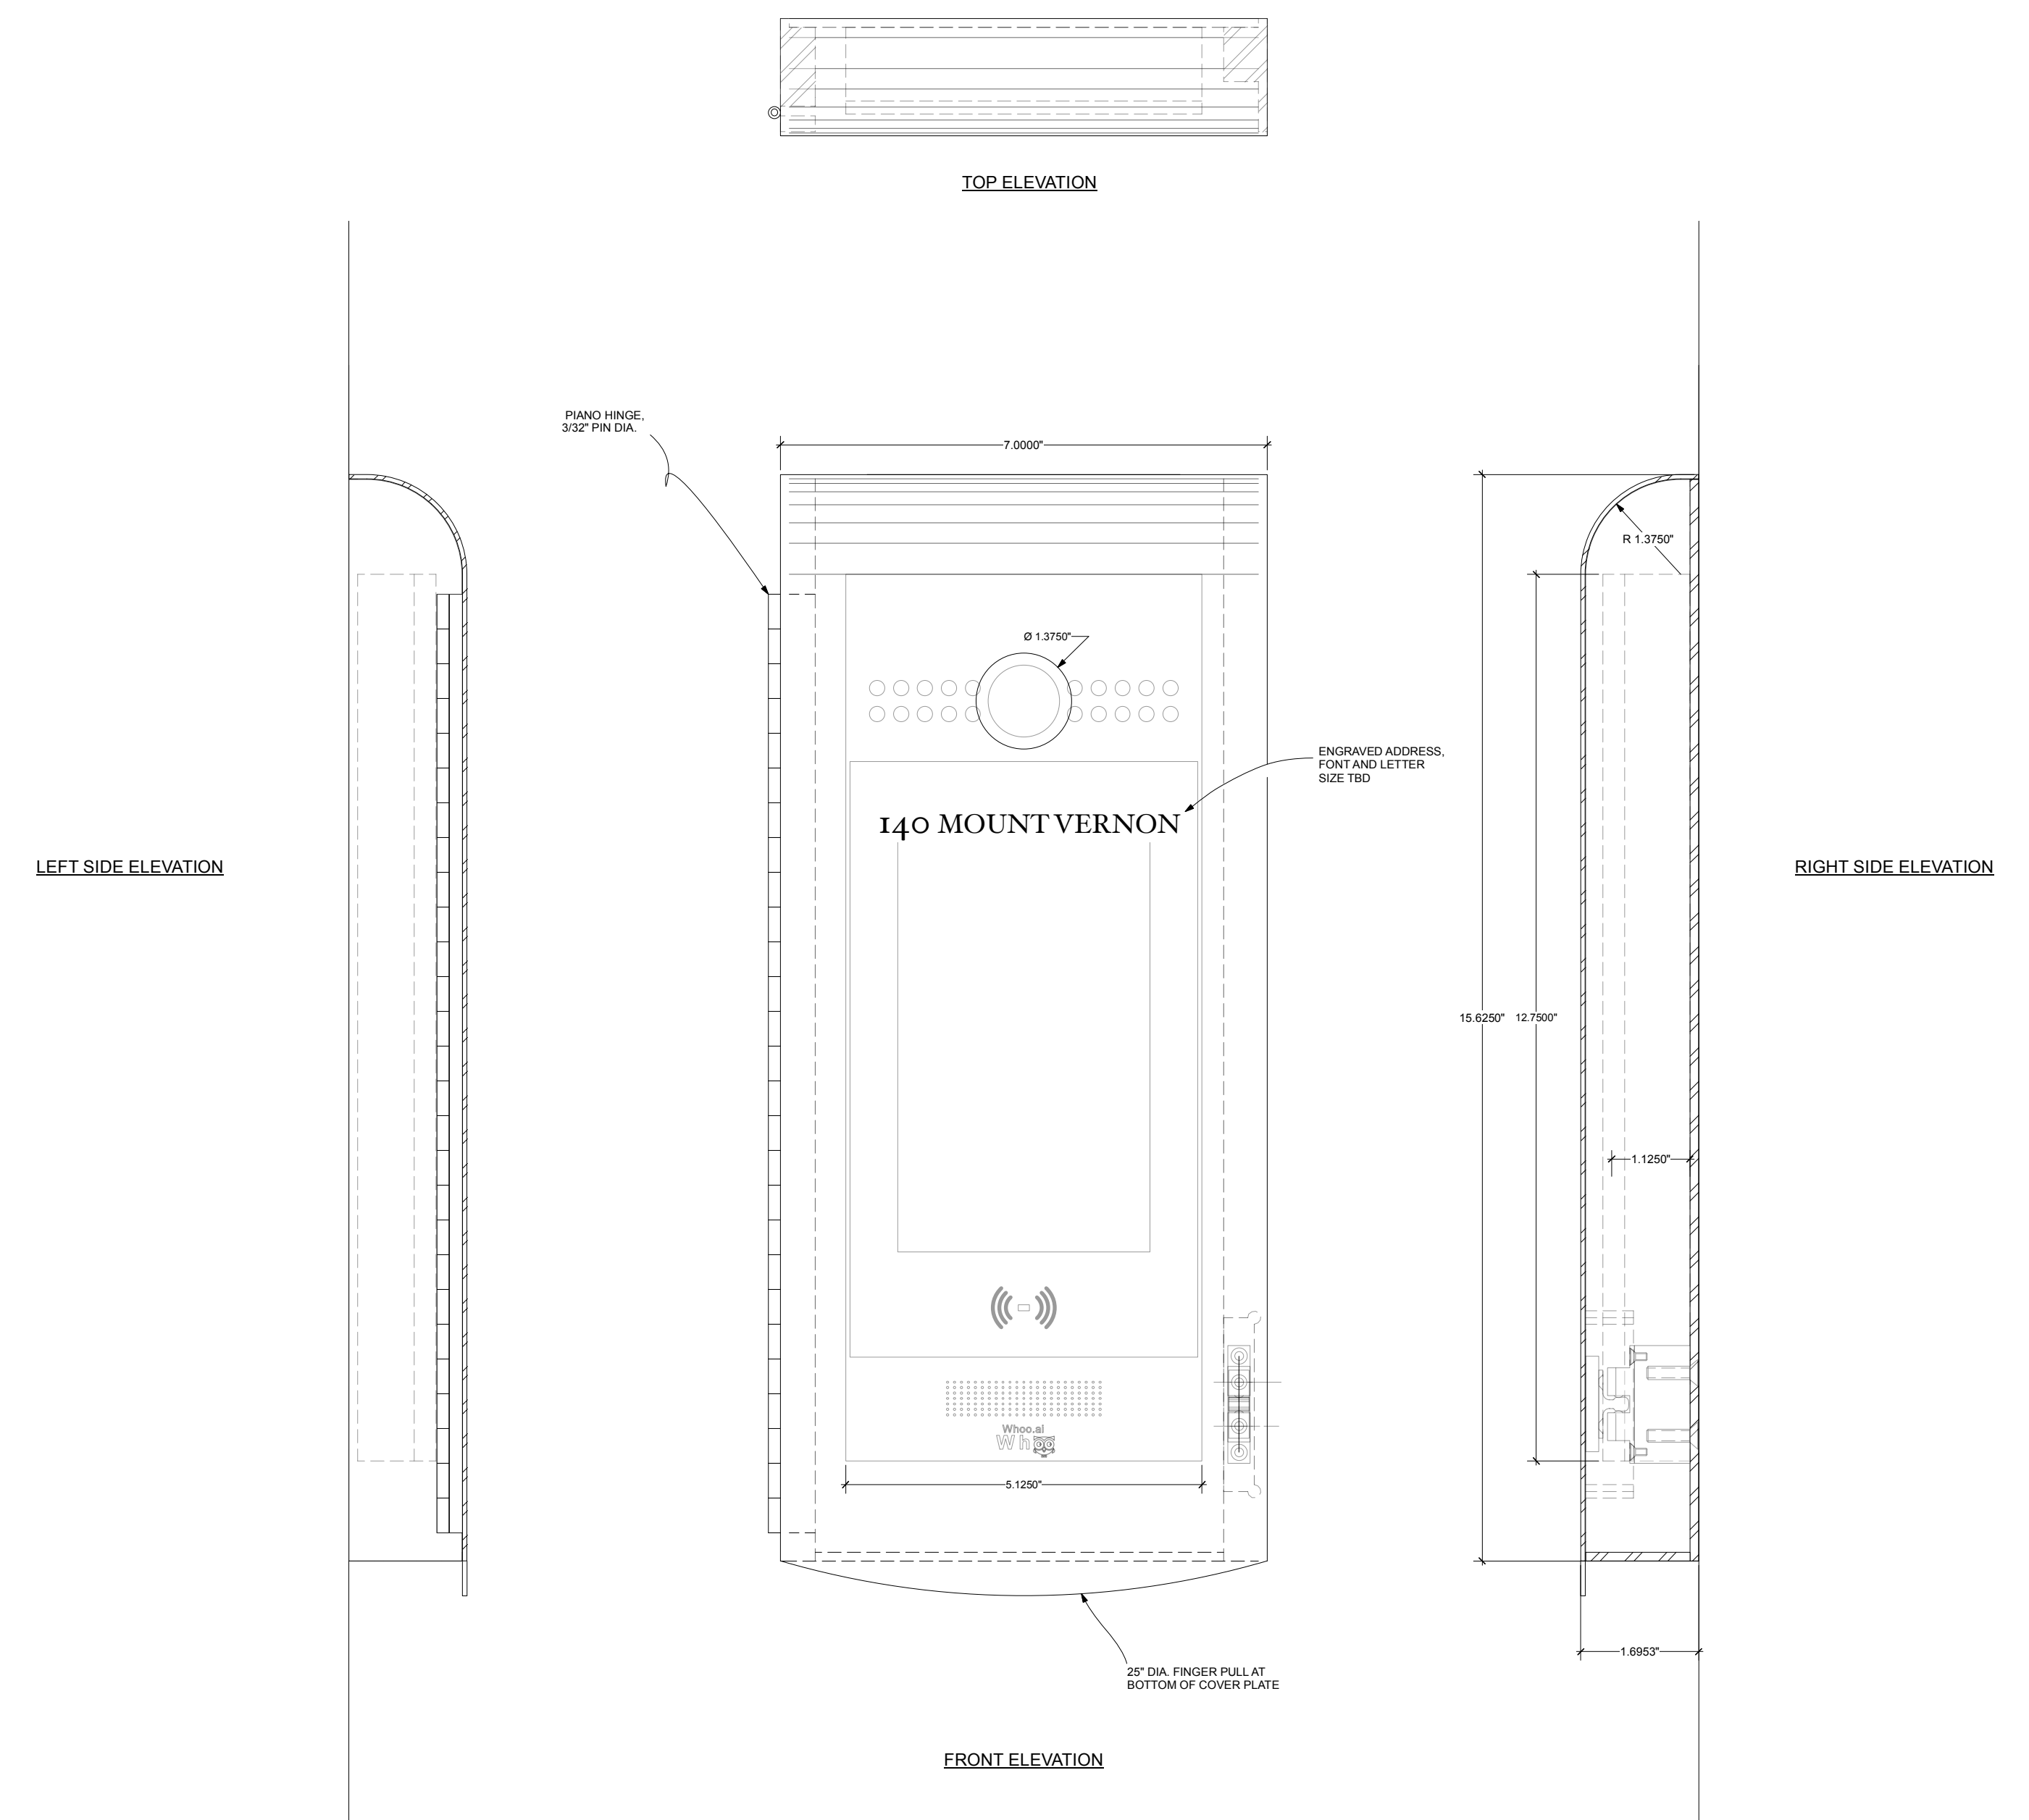 TOP ELEVATION
PIANO HINGE,
3/32" PIN DIA.
7.0000"
R 1.3750"
Ø 1.3750"
ENGRAVED ADDRESS,
FONT AND LETTER
SIZE TBD
140 MOUNT VERNON
LEFT SIDE ELEVATION
RIGHT SIDE ELEVATION
15.6250"
12.7500"
1.1250"
Whoo.ai
Wh
5.1250"
1.6953"
25" DIA. FINGER PULL AT
BOTTOM OF COVER PLATE
FRONT ELEVATION